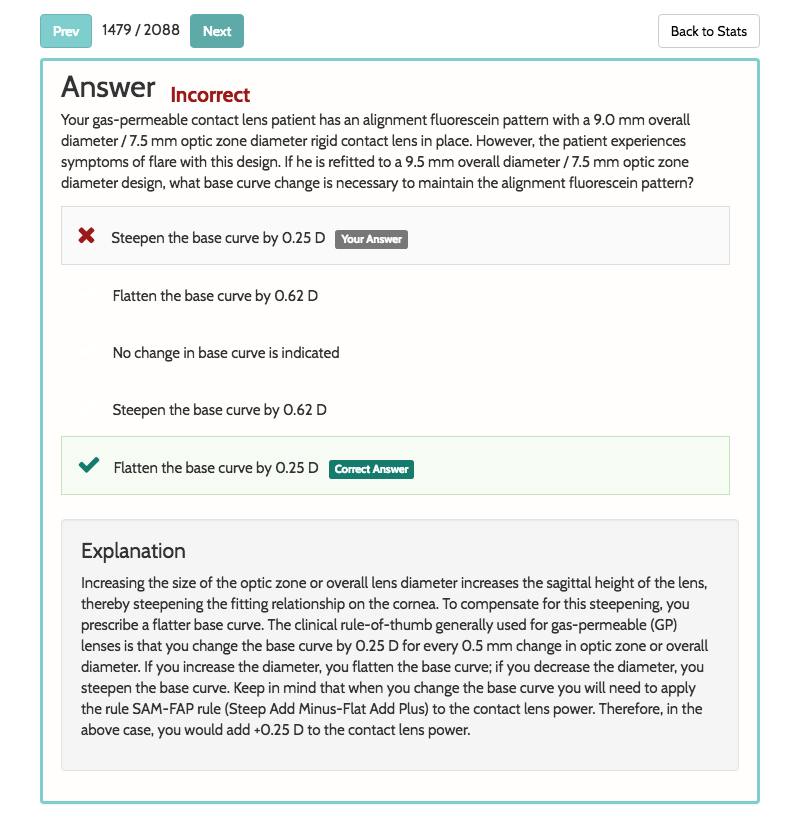 Prev 1479 / 2088 Next Back to Stats
Answer Incorrect
Your gas-permeable contact lens patient has an alignment fluorescein pattern with a 9.0 mm overall
diameter / 7.5 mm optic zone diameter rigid contact lens in place. However, the patient experiences
symptoms of flare with this design. If he is refitted to a 9.5 mm overall diameter / 7.5 mm optic zone
diameter design, what base curve change is necessary to maintain the alignment fluorescein pattern?
Steepen the base curve by 0.25 D Your Answer
Flatten the base curve by 0.62 D
No change in base curve is indicated
Steepen the base curve by 0.62 D
Flatten the base curve by 0.25 D Correct Answer
Explanation
Increasing the size of the optic zone or overall lens diameter increases the sagittal height of the lens,
thereby steepening the fitting relationship on the cornea. To compensate for this steepening, you
prescribe a flatter base curve. The clinical rule-of-thumb generally used for gas-permeable (GP)
lenses is that you change the base curve by 0.25 D for every 0.5 mm change in optic zone or overall
diameter. If you increase the diameter, you flatten the base curve; if you decrease the diameter, you
steepen the base curve. Keep in mind that when you change the base curve you will need to apply
the rule SAM-FAP rule (Steep Add Minus-Flat Add Plus) to the contact lens power. Therefore, in the
above case, you would add +0.25 D to the contact lens power.